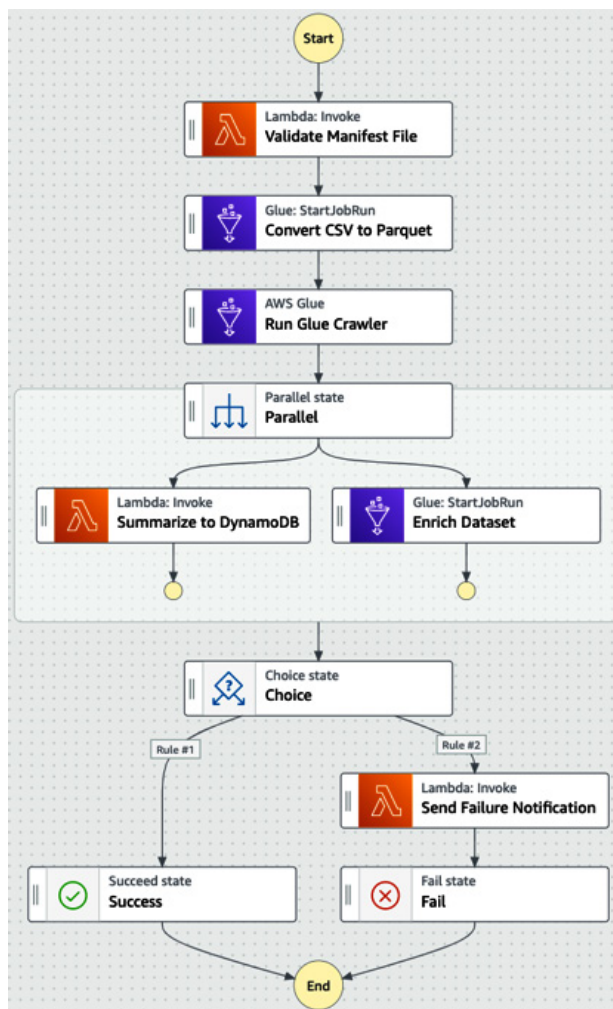 Start
Lambda: Invoke
Validate Manifest File
Glue: StartJobRun
Convert CSV to Parquet
AWS Glue
Run Glue Crawler
Parallel state
Parallel
Lambda: Invoke
Summarize to DynamoDB
Glue: StartJobRun
Enrich Dataset
Choice state
Choice
Rule #1
Rule #2
Lambda: Invoke
Send Failure Notification
Succeed state
Success
Fail state
Fail
End